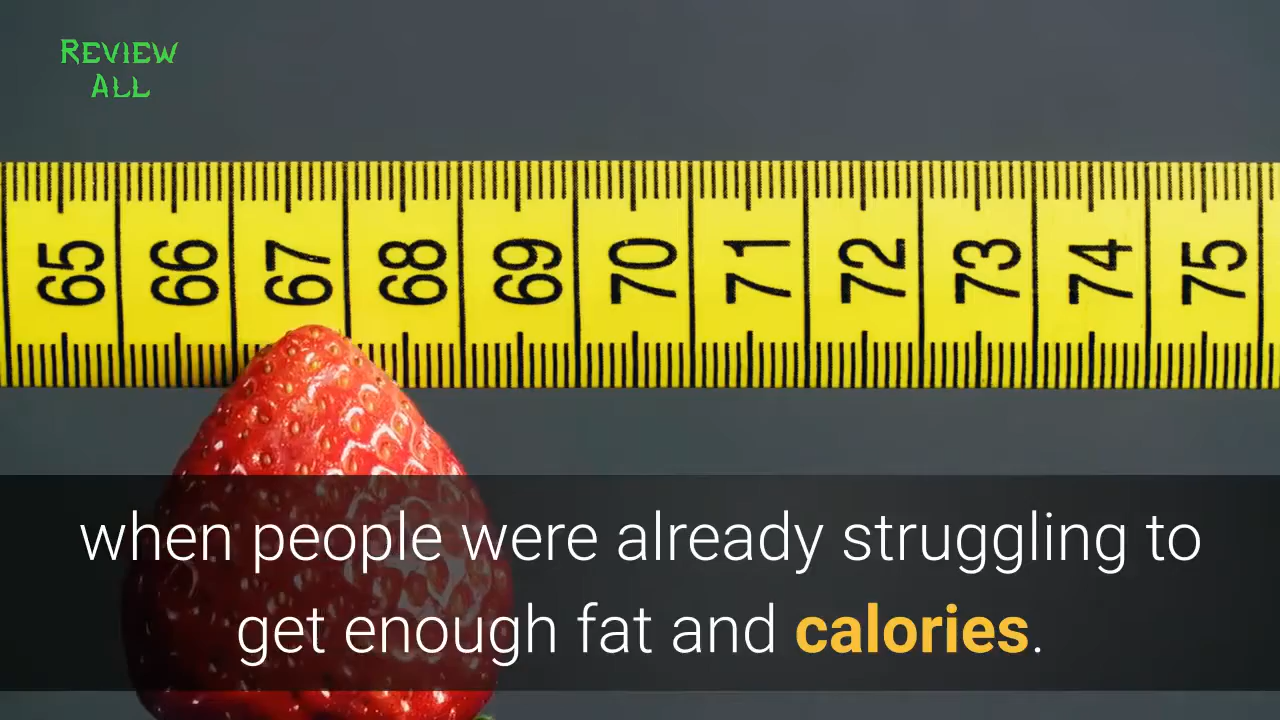 REVIEW
ALL
65 66 67 68 69 70 71 72 73 74 75
when people were already struggling to
get enough fat and calories.